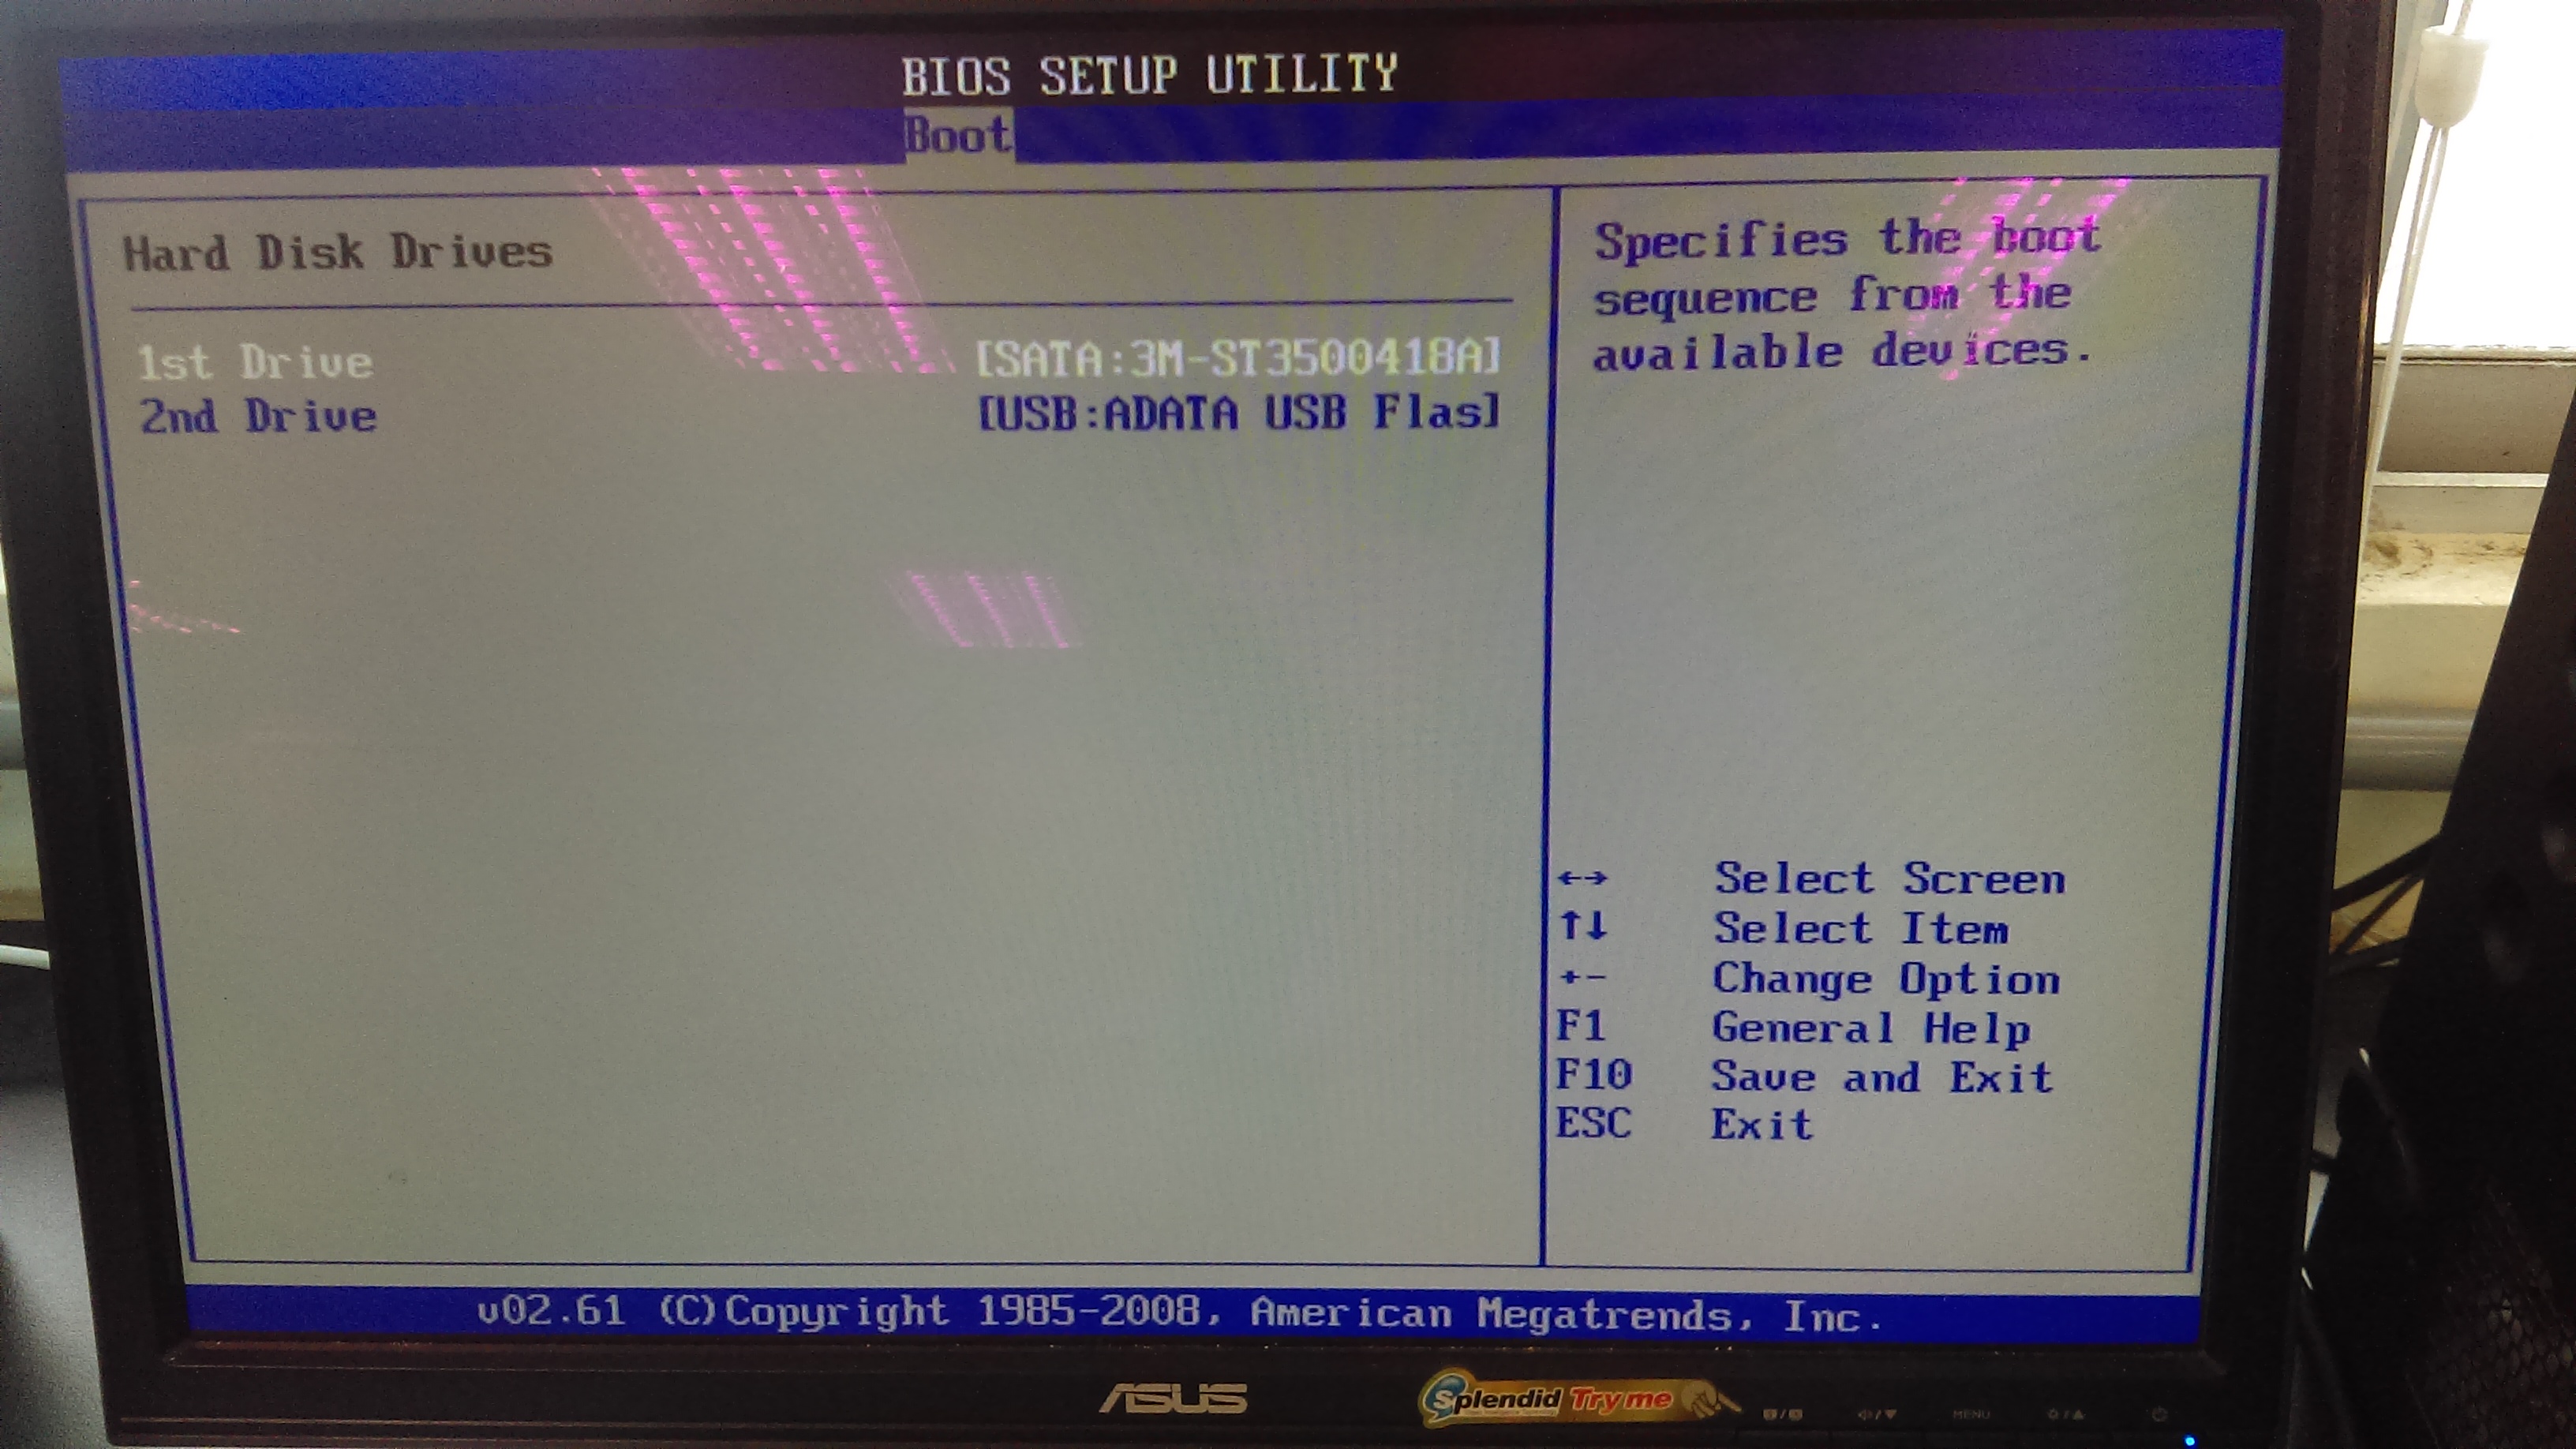 BIOS SETUP UTILITY
Boot
Hard Disk Drives
1st Drive [SATA:3M-ST3500418A]
2nd Drive [USB:ADATA USB Flas]
Specifies the boot
sequence from the
available devices.
←→ Select Screen
↑↓ Select Item
+- Change Option
F1 General Help
F10 Save and Exit
ESC Exit
v02.61 (C)Copyright 1985-2008, American Megatrends, Inc.
ASUS
Splendid Try me
MENU